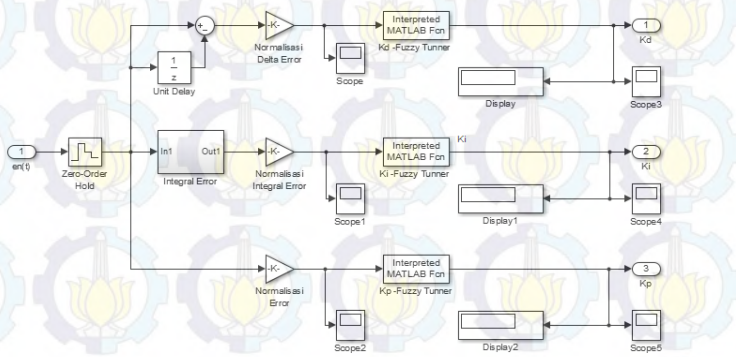 1
en(t)
Zero-Order
Hold
+
-
1
z
Unit Delay
-K-
Normalisasi
Delta Error
Scope
Interpreted
MATLAB Fcn
Kd -Fuzzy Tunner
Display
1
Kd
Scope3
In1
Out1
Integral Error
-K-
Normalisasi
Integral Error
Scope1
Interpreted
MATLAB Fcn
Ki -Fuzzy Tunner
Ki
Display1
2
Ki
Scope4
-K-
Normalisasi
Error
Scope2
Interpreted
MATLAB Fcn
Kp -Fuzzy Tunner
Display2
3
Kp
Scope5